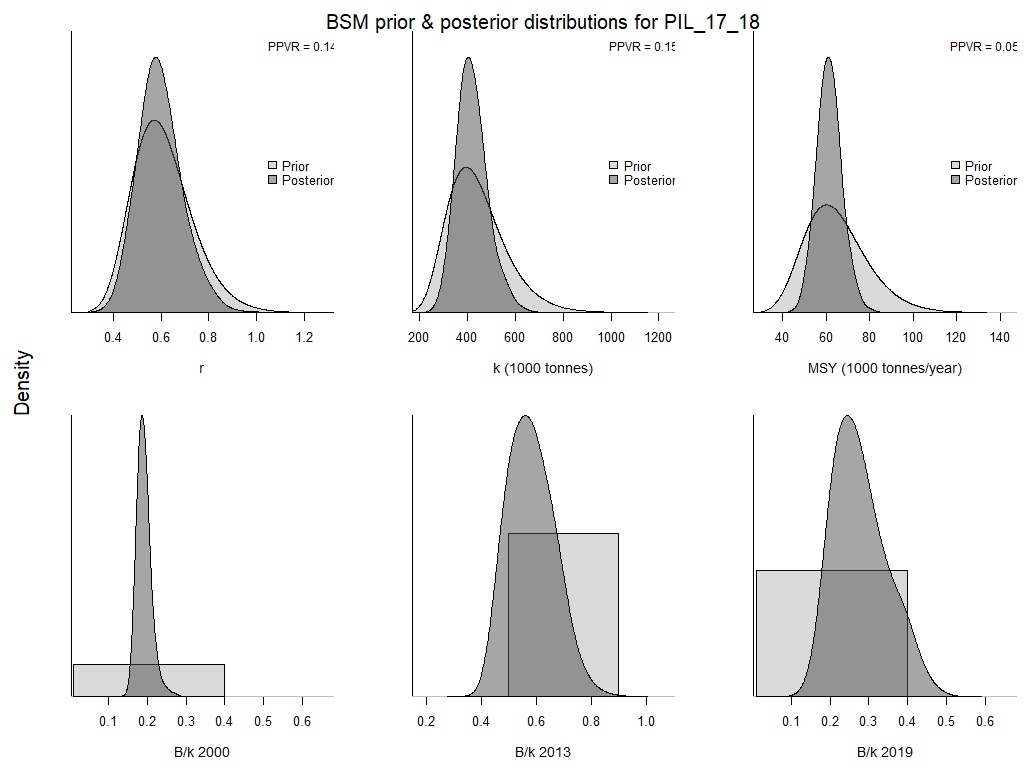 BSM prior & posterior distributions for PIL_17_18
PPVR = 0.14
PPVR = 0.15
PPVR = 0.05
Prior
Posterior
Prior
Posterior
Prior
Posterior
0.4 0.6 0.8 1.0 1.2
200 400 600 800 1000 1200
40 60 80 100 120 140
r
k (1000 tonnes)
MSY (1000 tonnes/year)
Density
0.1 0.2 0.3 0.4 0.5 0.6
0.2 0.4 0.6 0.8 1.0
0.1 0.2 0.3 0.4 0.5 0.6
B/k 2000
B/k 2013
B/k 2019